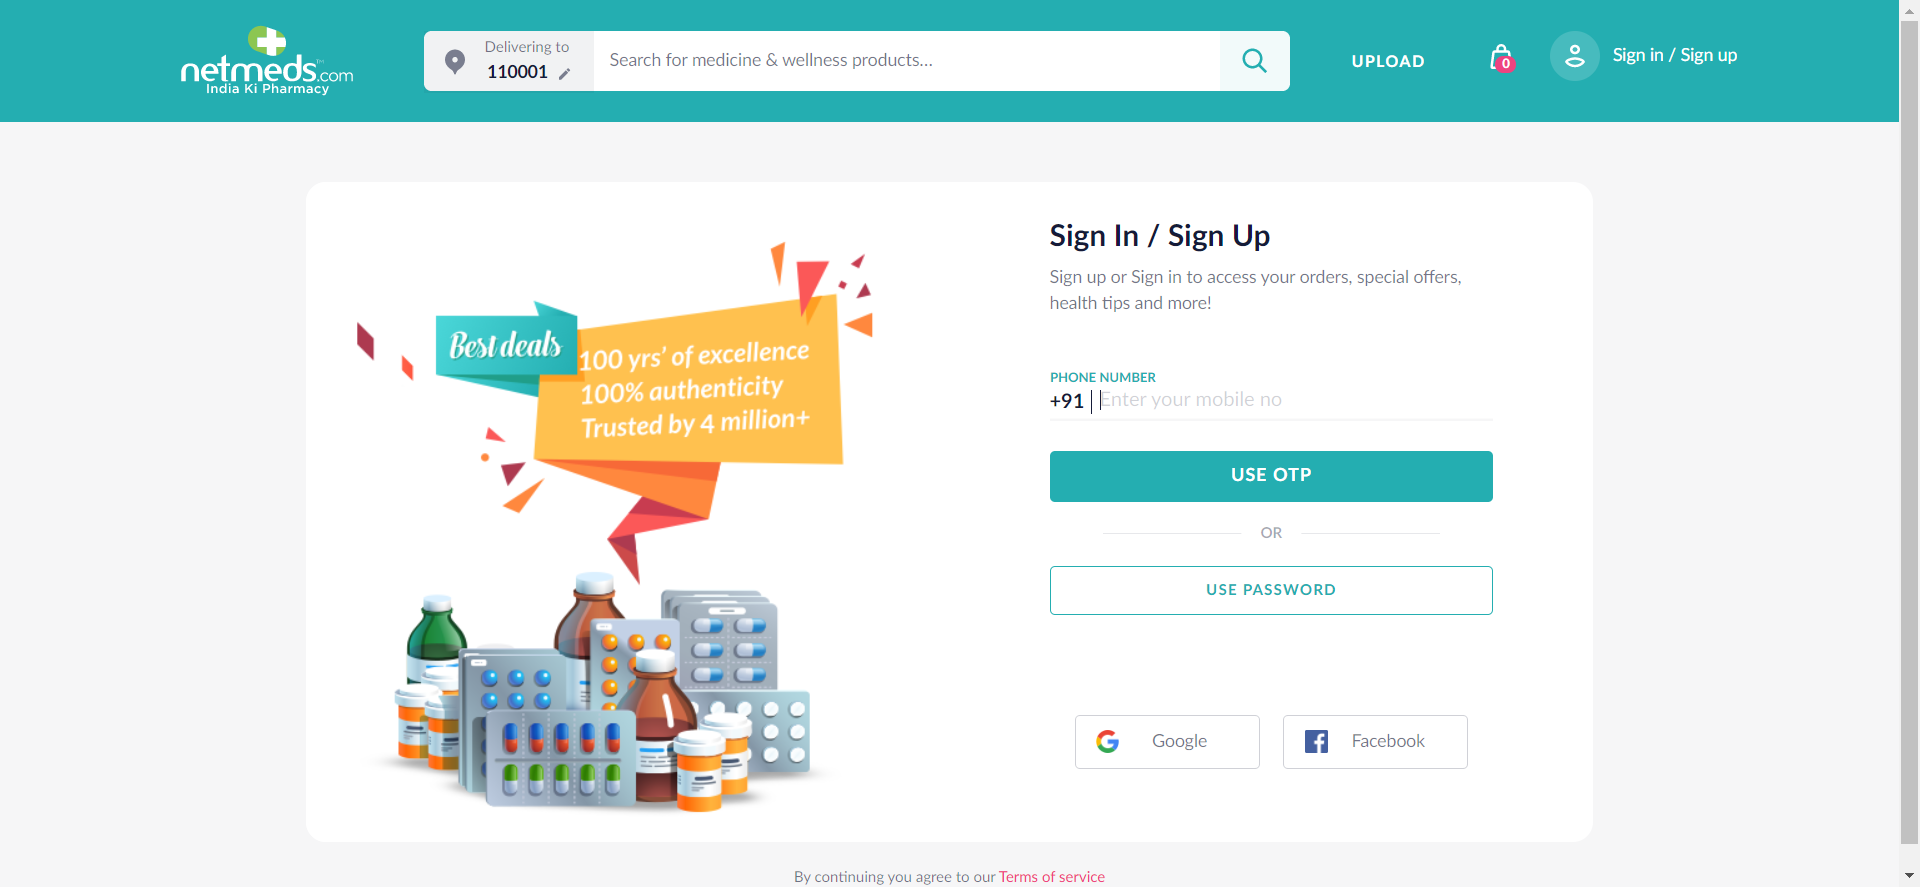 netmeds.com
India Ki Pharmacy
Delivering to
110001
Search for medicine & wellness products...
UPLOAD
0
Sign in / Sign up
Best deals
100 yrs' of excellence
100% authenticity
Trusted by 4 million+
Sign In / Sign Up
Sign up or Sign in to access your orders, special offers,
health tips and more!
PHONE NUMBER
+91 Enter your mobile no
USE OTP
OR
USE PASSWORD
Google
Facebook
By continuing you agree to our Terms of service